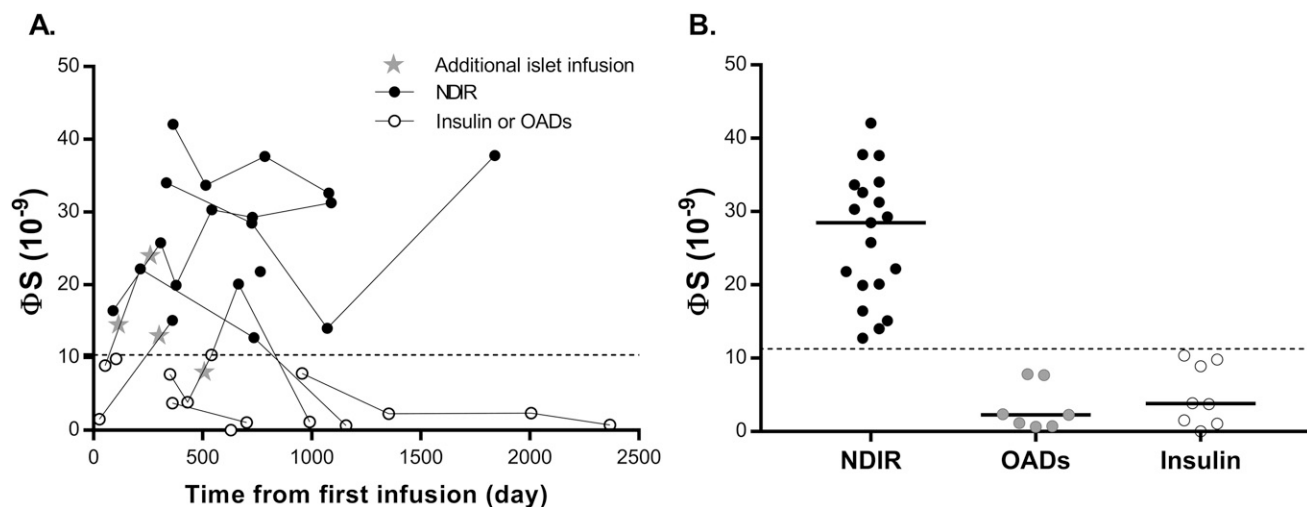 A.
50
40
30
20
10
0
ΦS (10⁻⁹)
Additional islet infusion
NDIR
Insulin or OADs
0 500 1000 1500 2000 2500
Time from first infusion (day)
B.
50
40
30
20
10
0
ΦS (10⁻⁹)
NDIR OADs Insulin